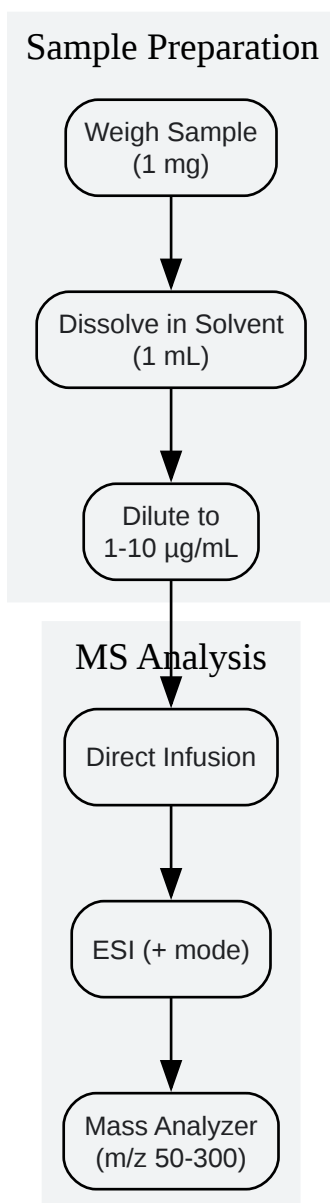 Sample Preparation
Weigh Sample
(1 mg)
Dissolve in Solvent
(1 mL)
Dilute to
1-10 µg/mL
MS Analysis
Direct Infusion
ESI (+ mode)
Mass Analyzer
(m/z 50-300)